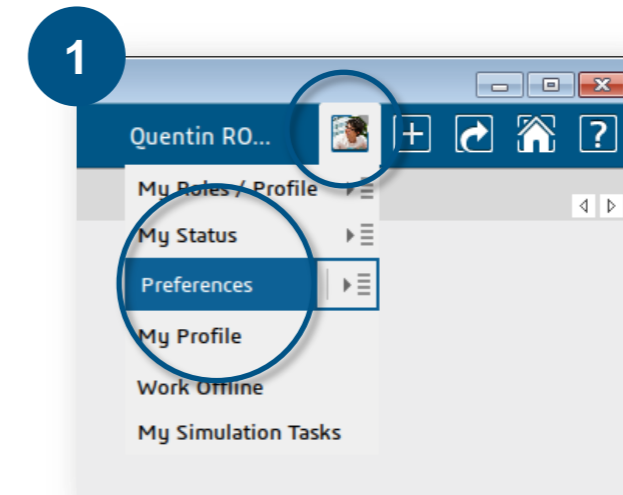 1
Quentin RO...
My Roles / Profile
My Status
Preferences
My Profile
Work Offline
My Simulation Tasks